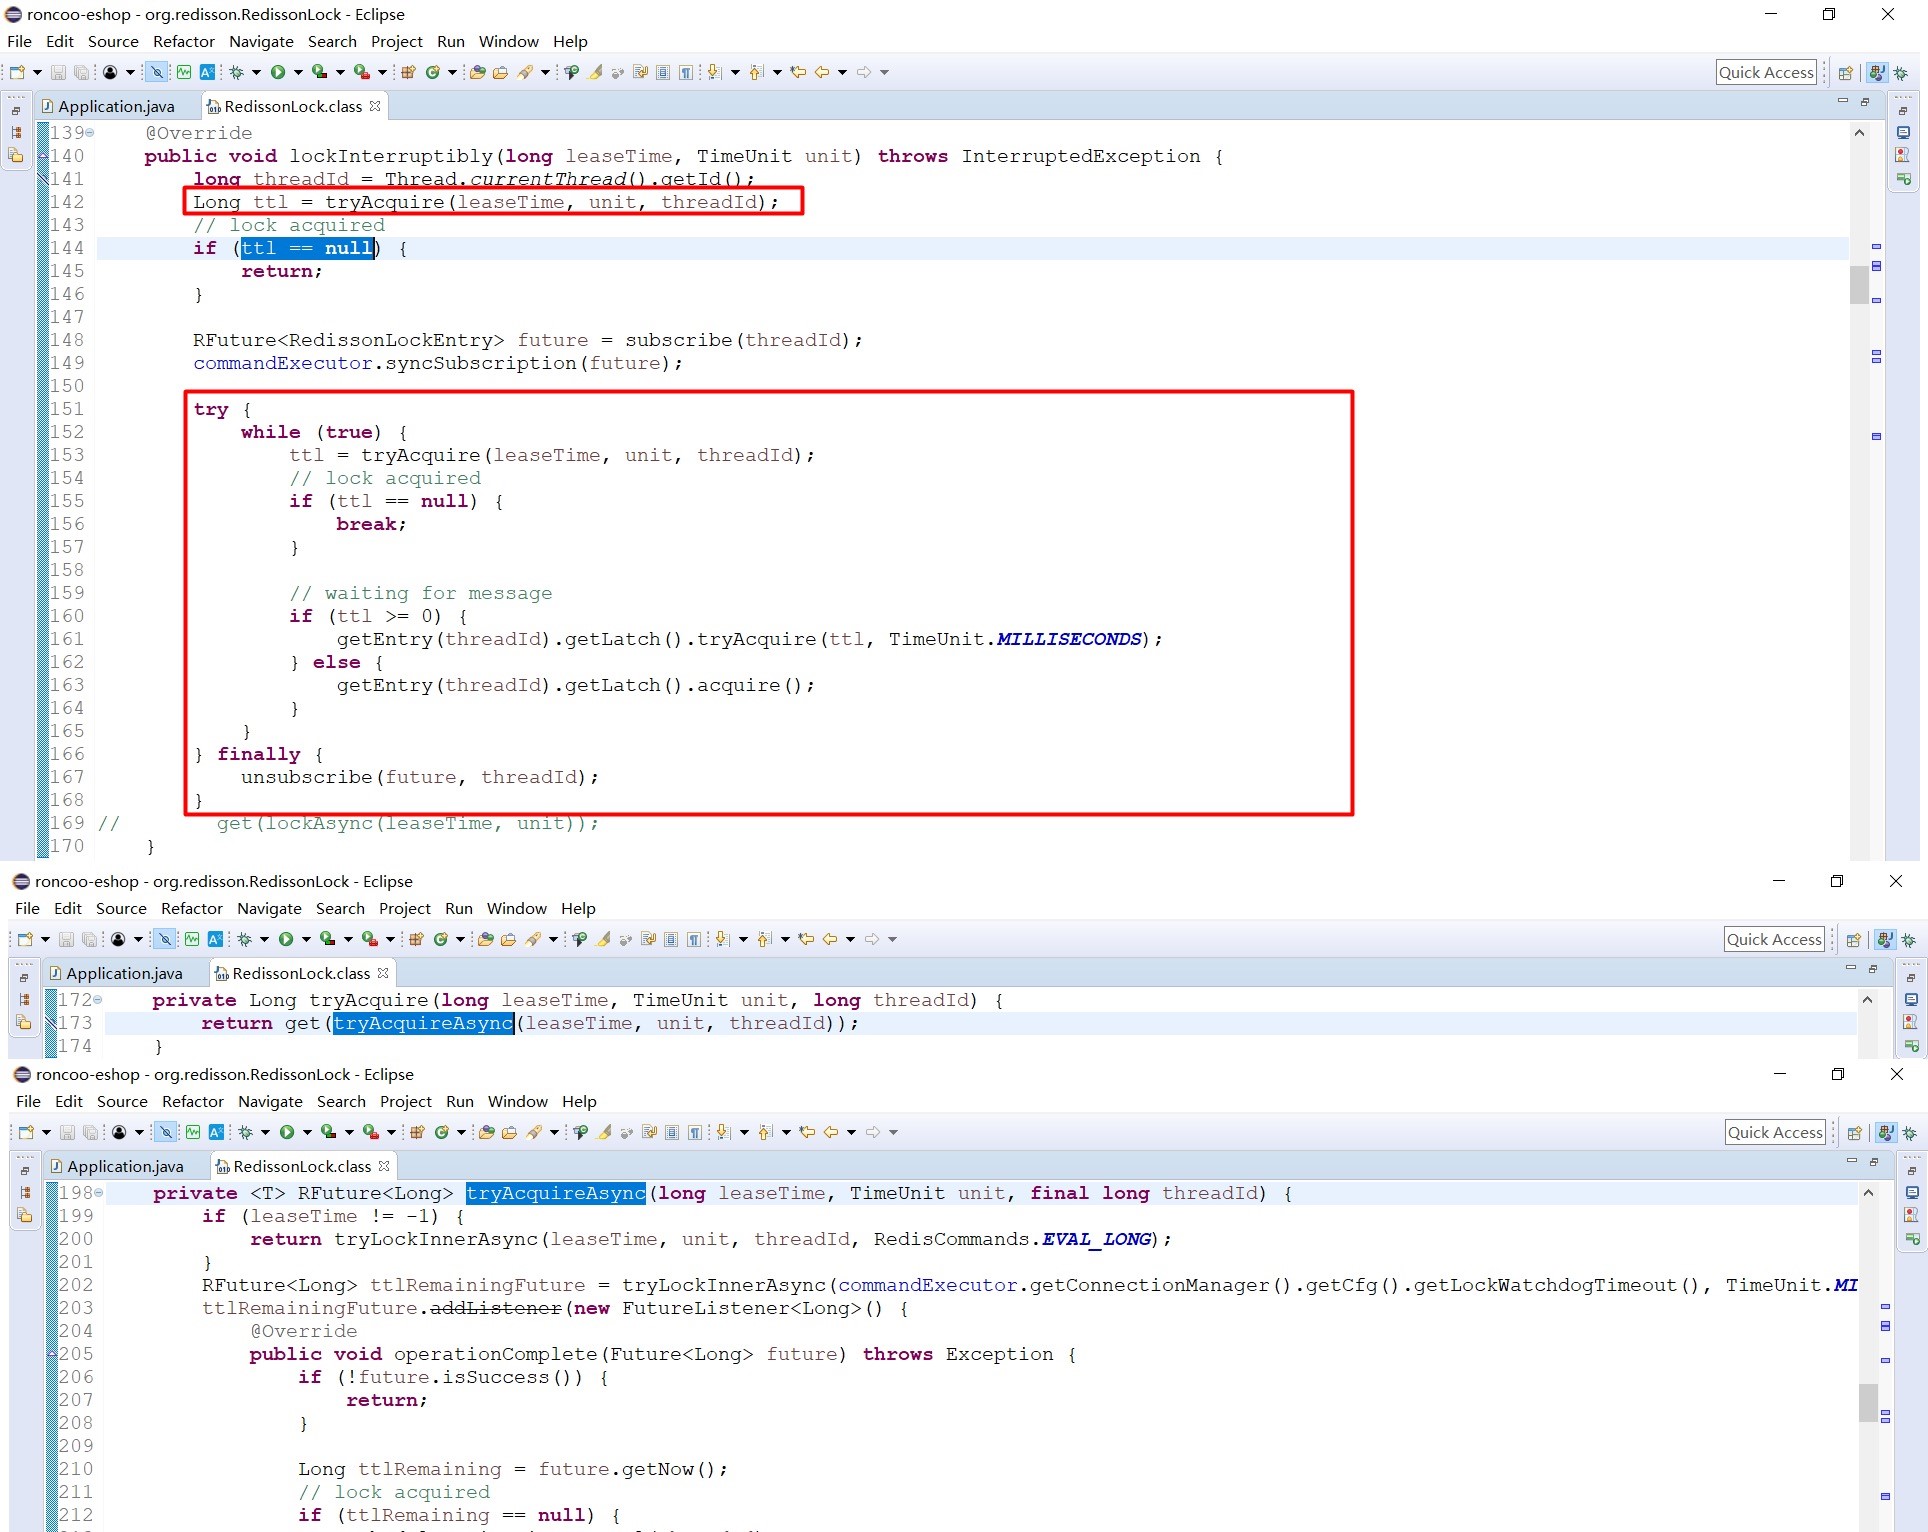 roncoo-eshop - org.redisson.RedissonLock - Eclipse
File Edit Source Refactor Navigate Search Project Run Window Help
Quick Access
Application.java RedissonLock.class
139 @Override
140 public void lockInterruptibly(long leaseTime, TimeUnit unit) throws InterruptedException {
141 long threadId = Thread.currentThread().getId();
142 Long ttl = tryAcquire(leaseTime, unit, threadId);
143 // lock acquired
144 if (ttl == null) {
145 return;
146 }
147
148 RFuture<RedissonLockEntry> future = subscribe(threadId);
149 commandExecutor.syncSubscription(future);
150
151 try {
152 while (true) {
153 ttl = tryAcquire(leaseTime, unit, threadId);
154 // lock acquired
155 if (ttl == null) {
156 break;
157 }
158
159 // waiting for message
160 if (ttl >= 0) {
161 getEntry(threadId).getLatch().tryAcquire(ttl, TimeUnit.MILLISECONDS);
162 } else {
163 getEntry(threadId).getLatch().acquire();
164 }
165 }
166 } finally {
167 unsubscribe(future, threadId);
168 }
169 // get(lockAsync(leaseTime, unit));
170 }
roncoo-eshop - org.redisson.RedissonLock - Eclipse
File Edit Source Refactor Navigate Search Project Run Window Help
Quick Access
Application.java RedissonLock.class
172 private Long tryAcquire(long leaseTime, TimeUnit unit, long threadId) {
173 return get(tryAcquireAsync(leaseTime, unit, threadId));
174 }
roncoo-eshop - org.redisson.RedissonLock - Eclipse
File Edit Source Refactor Navigate Search Project Run Window Help
Quick Access
Application.java RedissonLock.class
198 private <T> RFuture<Long> tryAcquireAsync(long leaseTime, TimeUnit unit, final long threadId) {
199 if (leaseTime != -1) {
200 return tryLockInnerAsync(leaseTime, unit, threadId, RedisCommands.EVAL_LONG);
201 }
202 RFuture<Long> ttlRemainingFuture = tryLockInnerAsync(commandExecutor.getConnectionManager().getCfg().getLockWatchdogTimeout(), TimeUnit.MI
203 ttlRemainingFuture.addListener(new FutureListener<Long>() {
204 @Override
205 public void operationComplete(Future<Long> future) throws Exception {
206 if (!future.isSuccess()) {
207 return;
208 }
209
210 Long ttlRemaining = future.getNow();
211 // lock acquired
212 if (ttlRemaining == null) {